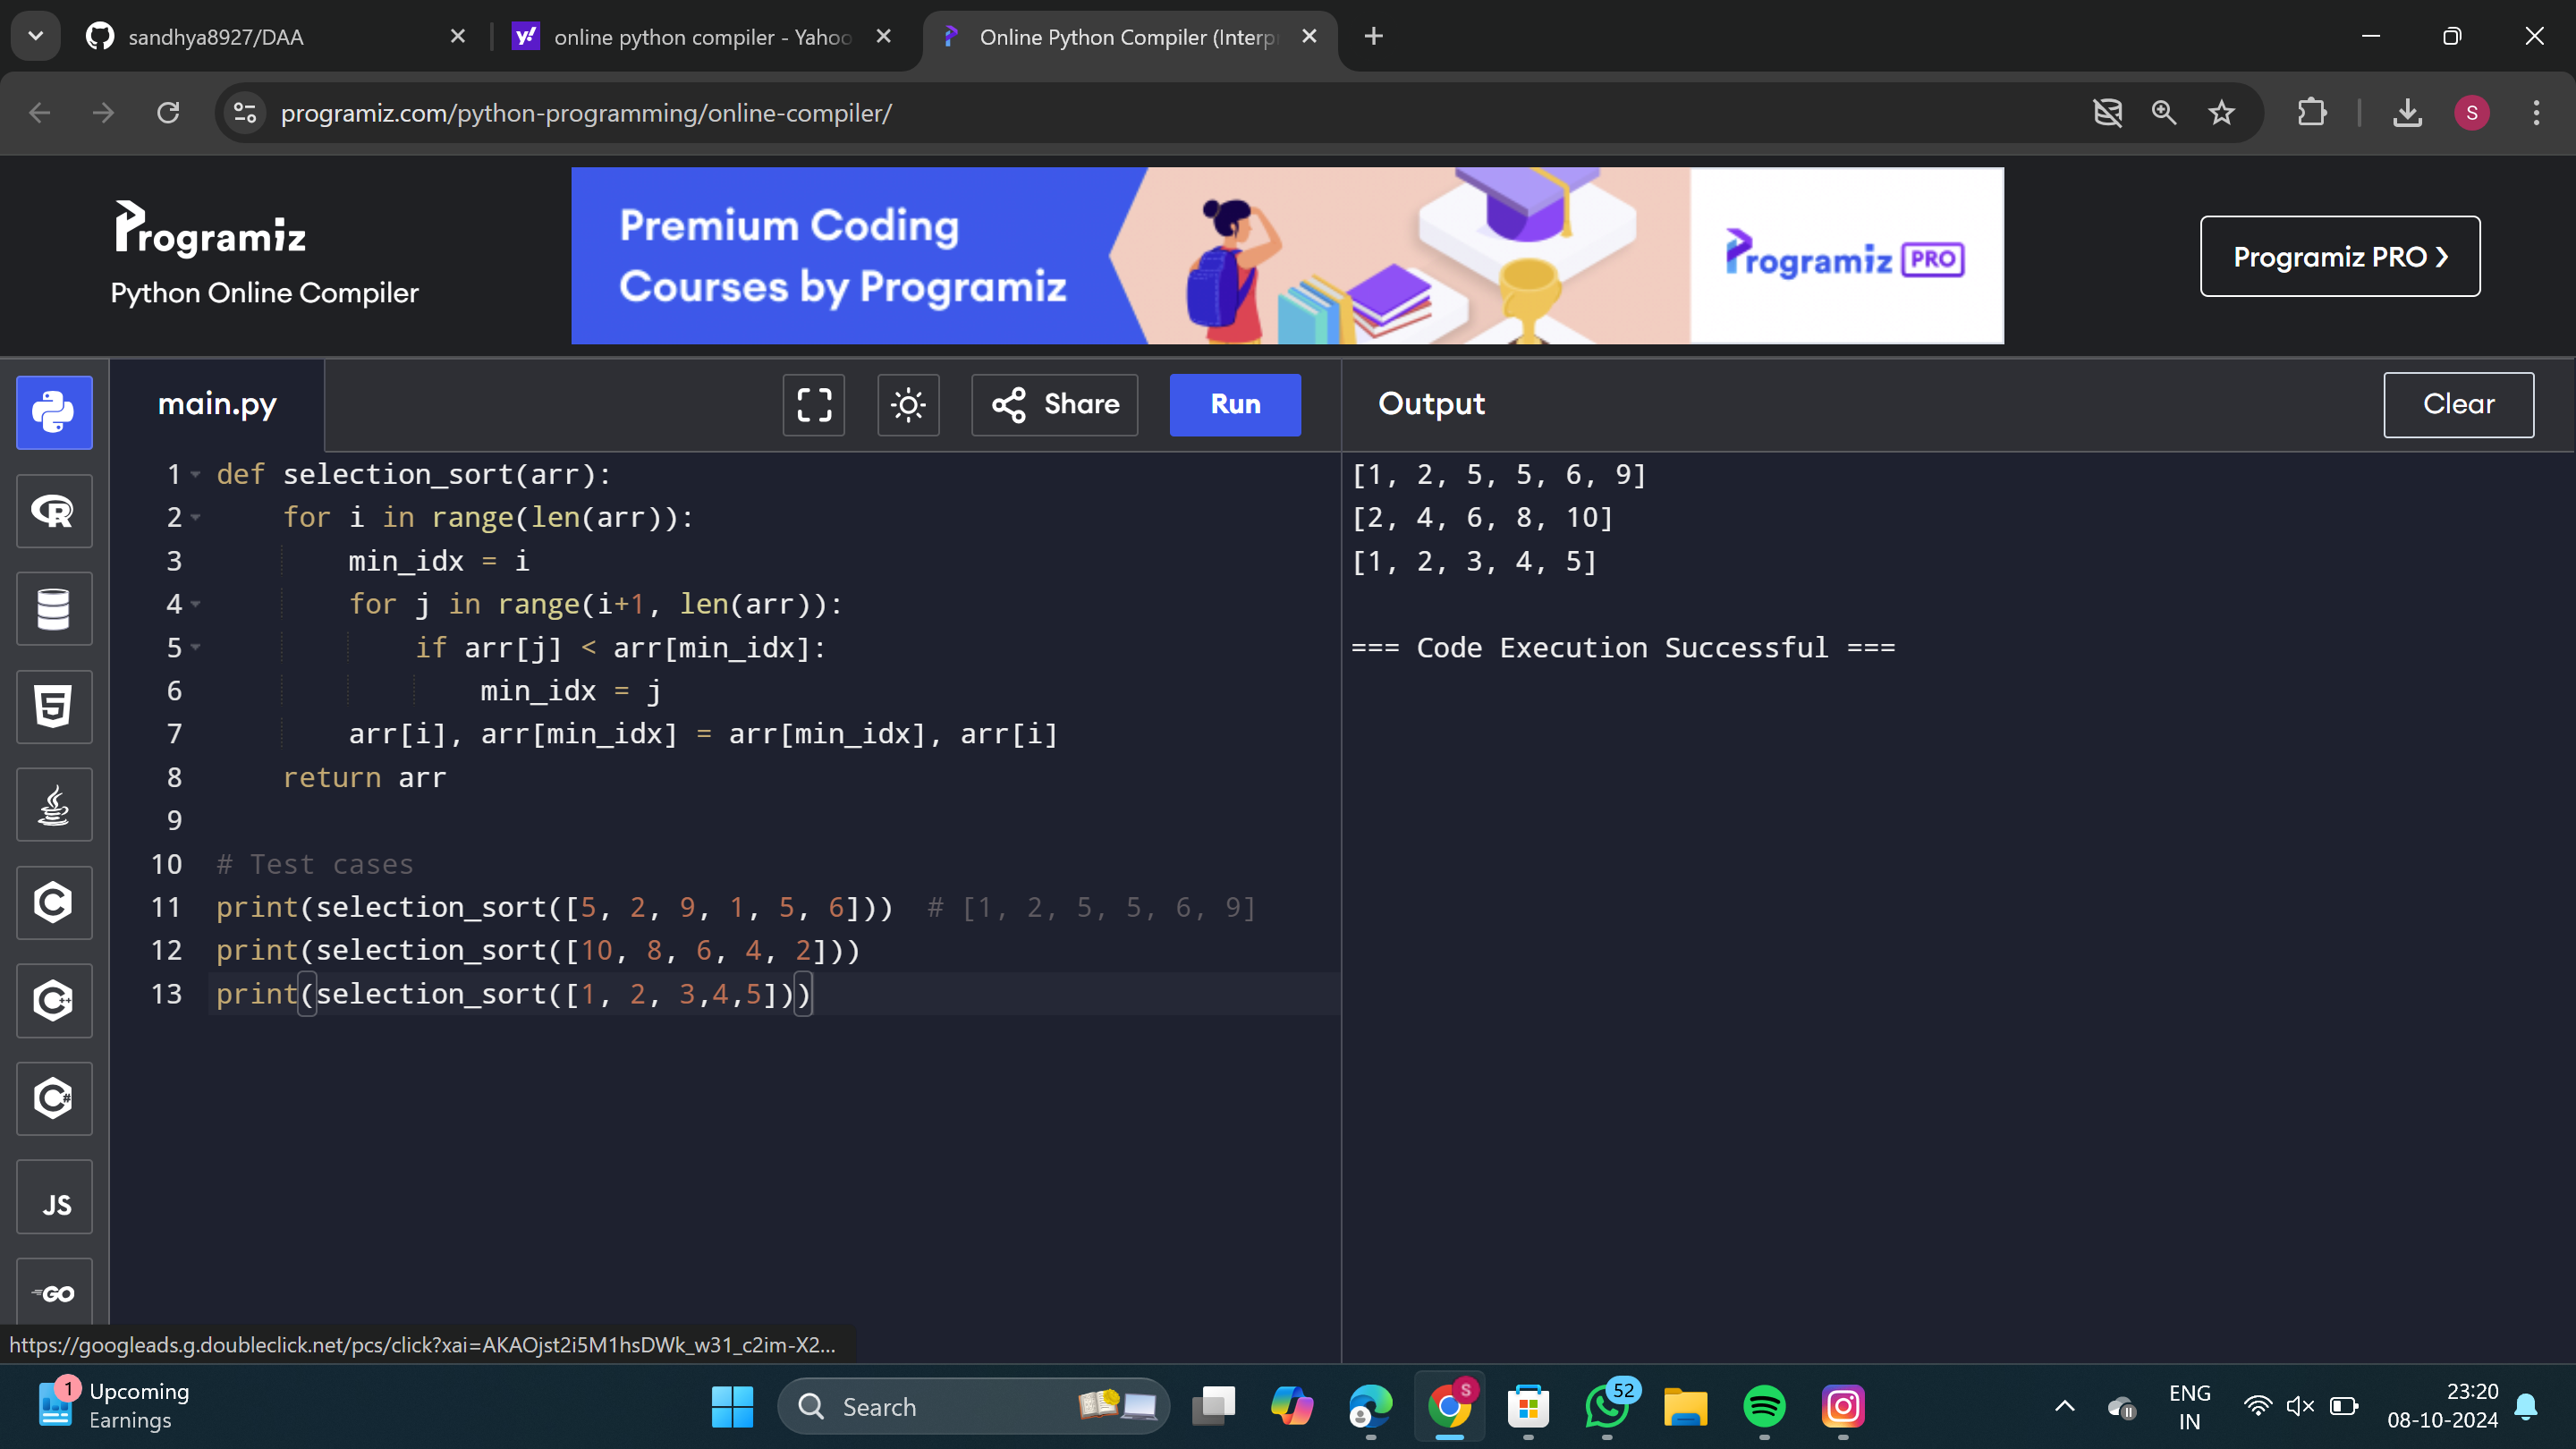 sandhya8927/DAA
online python compiler - Yahoo
Online Python Compiler (Interp
programiz.com/python-programming/online-compiler/
S
Programiz
Python Online Compiler
Premium Coding
Courses by Programiz
Programiz PRO
Programiz PRO ❯
main.py
Share
Run
Output
Clear
1 def selection_sort(arr):
2     for i in range(len(arr)):
3         min_idx = i
4         for j in range(i+1, len(arr)):
5             if arr[j] < arr[min_idx]:
6                 min_idx = j
7         arr[i], arr[min_idx] = arr[min_idx], arr[i]
8     return arr
9
10 # Test cases
11 print(selection_sort([5, 2, 9, 1, 5, 6]))  # [1, 2, 5, 5, 6, 9]
12 print(selection_sort([10, 8, 6, 4, 2]))
13 print(selection_sort([1, 2, 3,4,5]))
[1, 2, 5, 5, 6, 9]
[2, 4, 6, 8, 10]
[1, 2, 3, 4, 5]
=== Code Execution Successful ===
R
5
C
C++
C#
JS
GO
https://googleads.g.doubleclick.net/pcs/click?xai=AKAOjst2i5M1hsDWk_w31_c2im-X2...
1
Upcoming
Earnings
Search
S
52
ENG
IN
23:20
08-10-2024